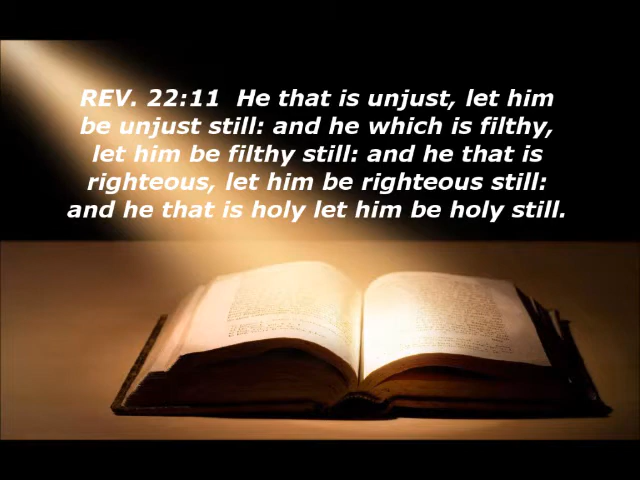 REV. 22:11  He that is unjust, let him
be unjust still: and he which is filthy,
let him be filthy still: and he that is
righteous, let him be righteous still:
and he that is holy let him be holy still.